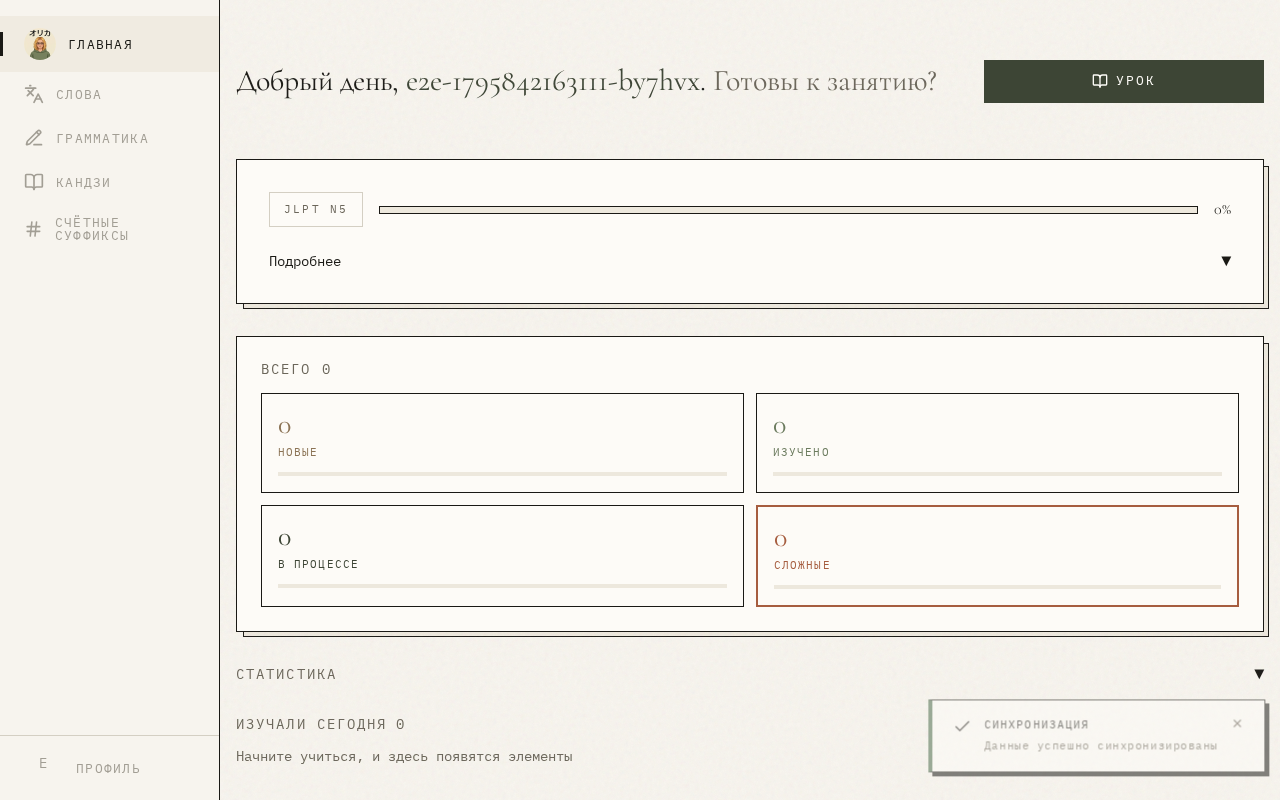 オリカ
ГЛАВНАЯ
СЛОВА
ГРАММАТИКА
КАНДЗИ
СЧЁТНЫЕ
СУФФИКСЫ
E
ПРОФИЛЬ
Добрый день, e2e-1795842163111-by7hvx. Готовы к занятию?
УРОК
JLPT N5
0%
Подробнее
▼
ВСЕГО 0
0
НОВЫЕ
0
ИЗУЧЕНО
0
В ПРОЦЕССЕ
0
СЛОЖНЫЕ
СТАТИСТИКА
▼
ИЗУЧАЛИ СЕГОДНЯ 0
Начните учиться, и здесь появятся элементы
СИНХРОНИЗАЦИЯ
×
Данные успешно синхронизированы